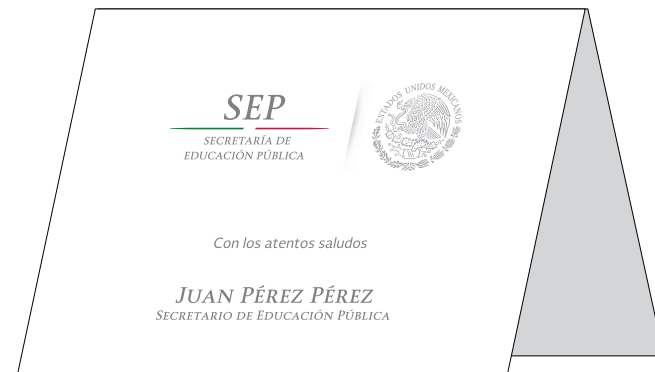 SEP
SECRETARÍA DE
EDUCACIÓN PÚBLICA
ESTADOS UNIDOS MEXICANOS
Con los atentos saludos
JUAN PÉREZ PÉREZ
SECRETARIO DE EDUCACIÓN PÚBLICA